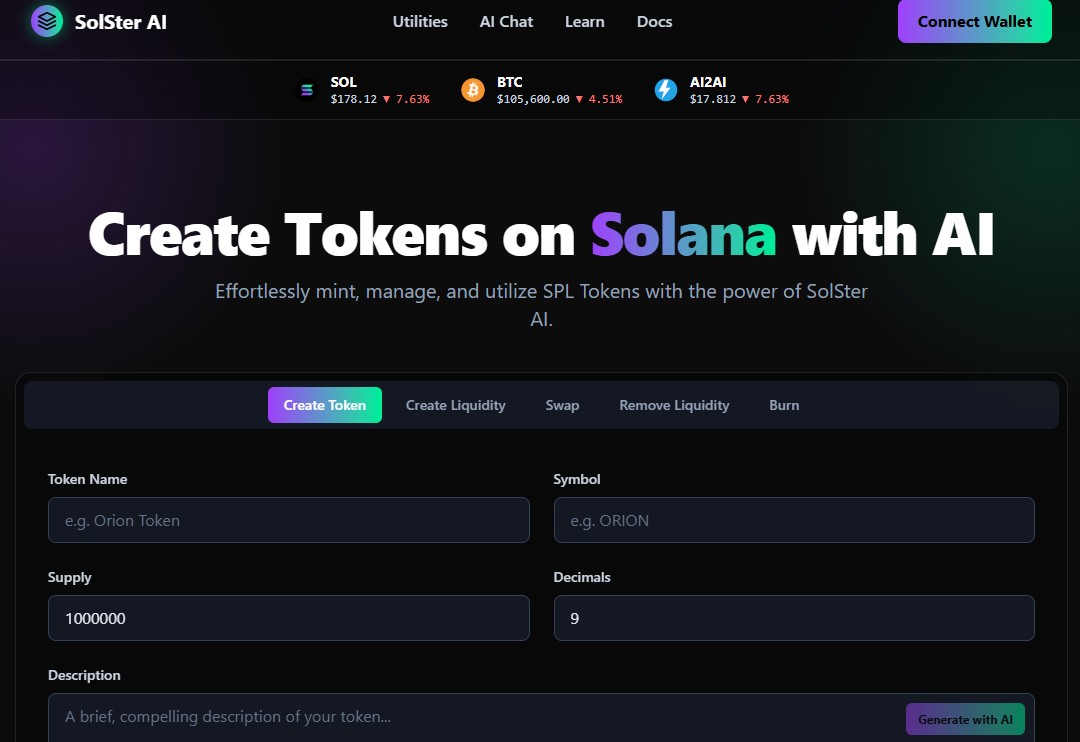 SolSter AI
Utilities AI Chat Learn Docs
Connect Wallet
SOL
$178.12 ▼ 7.63%
BTC
$105,600.00 ▼ 4.51%
AI2AI
$17.812 ▼ 7.63%
Create Tokens on Solana with AI
Effortlessly mint, manage, and utilize SPL Tokens with the power of SolSter
AI.
Create Token Create Liquidity Swap Remove Liquidity Burn
Token Name
e.g. Orion Token
Symbol
e.g. ORION
Supply
1000000
Decimals
9
Description
A brief, compelling description of your token...
Generate with AI